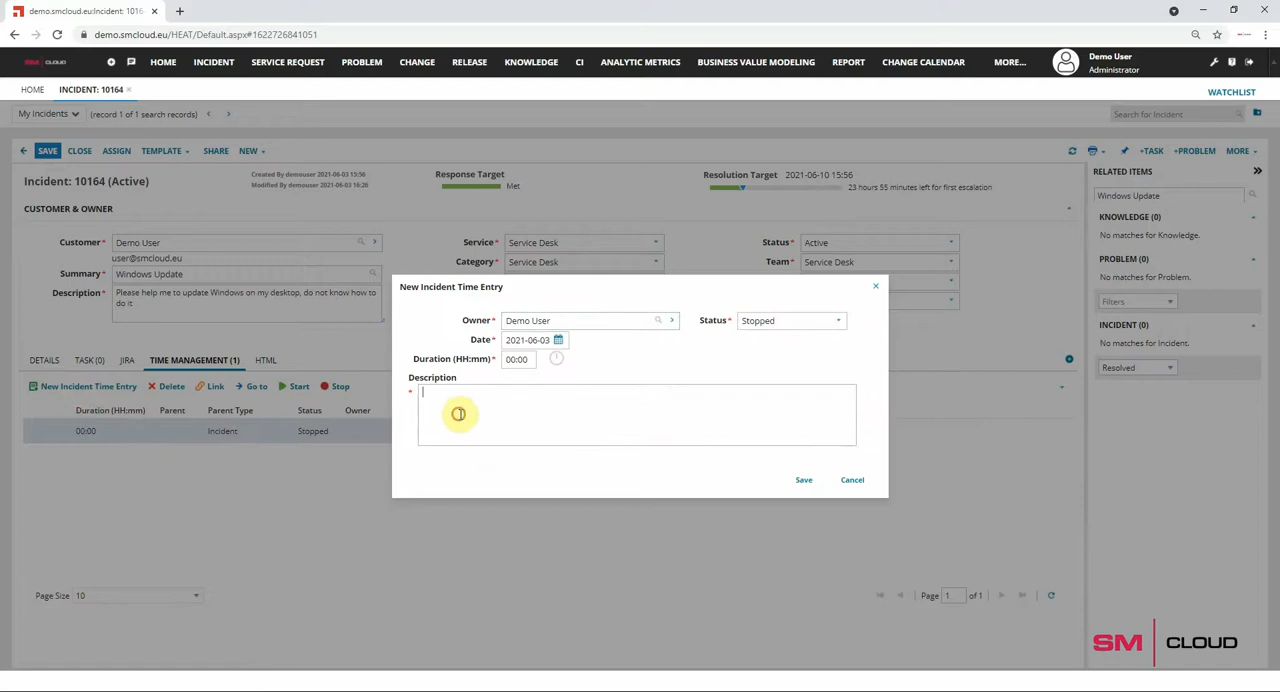 demo.smcloud.eu:Incident: 10164
demo.smcloud.eu/HEAT/Default.aspx#1622726841051
SM CLOUD
HOME INCIDENT SERVICE REQUEST PROBLEM CHANGE RELEASE KNOWLEDGE CI ANALYTIC METRICS BUSINESS VALUE MODELING REPORT CHANGE CALENDAR MORE...
Demo User
Administrator
HOME INCIDENT: 10164
WATCHLIST
My Incidents (record 1 of 1 search records)
Search for Incident
SAVE CLOSE ASSIGN TEMPLATE SHARE NEW
+TASK +PROBLEM MORE
Incident: 10164 (Active)
Created By demouser 2021-06-03 15:56
Modified By demouser 2021-06-03 16:26
Response Target
Met
Resolution Target 2021-06-10 15:56
23 hours 55 minutes left for first escalation
CUSTOMER & OWNER
Customer* Demo User
user@smcloud.eu
Summary* Windows Update
Description* Please help me to update Windows on my desktop, do not know how to
do it
Service* Service Desk
Category* Service Desk
Status* Active
Team* Service Desk
RELATED ITEMS
Windows Update
KNOWLEDGE (0)
No matches for Knowledge.
PROBLEM (0)
No matches for Problem.
Filters
INCIDENT (0)
No matches for Incident.
Resolved
New Incident Time Entry
Owner* Demo User
Status* Stopped
Date* 2021-06-03
Duration (HH:mm)* 00:00
Description
*
Save Cancel
DETAILS TASK (0) JIRA TIME MANAGEMENT (1) HTML
New Incident Time Entry Delete Link Go to Start Stop
Duration (HH:mm) Parent Parent Type Status Owner
00:00 Incident Stopped
Page Size 10
Page 1 of 1
SM CLOUD